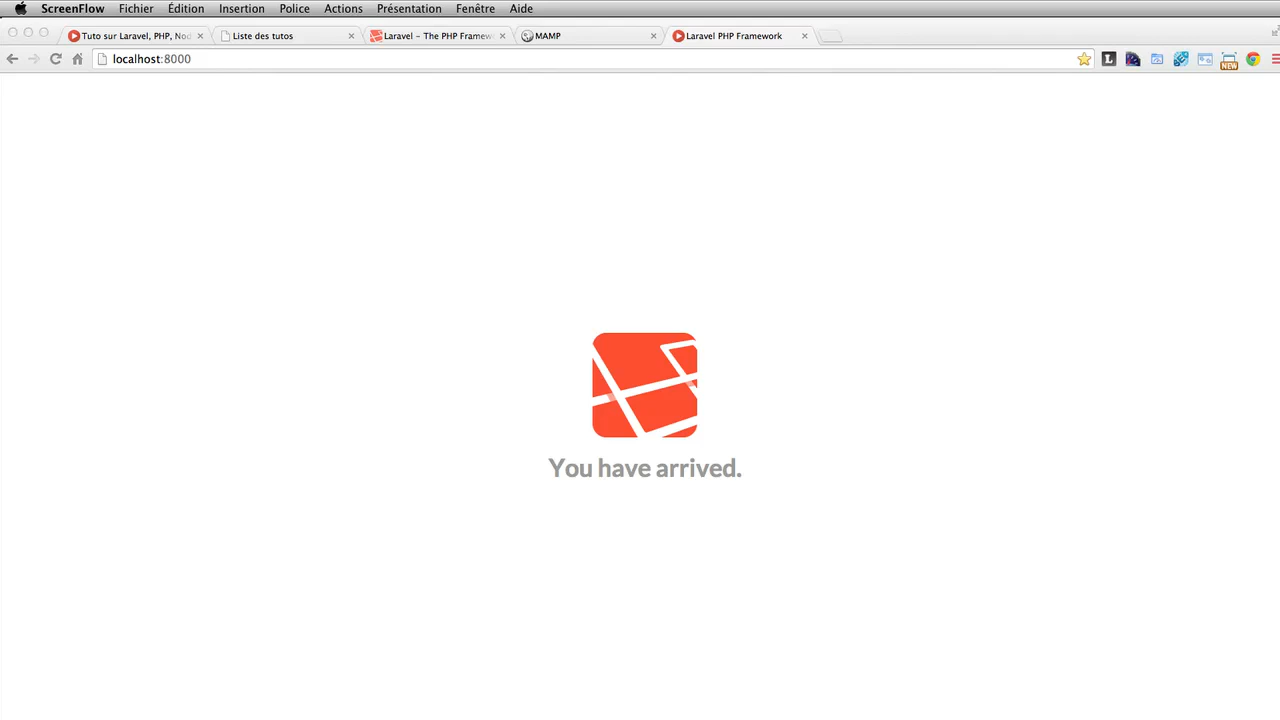 ScreenFlow Fichier Édition Insertion Police Actions Présentation Fenêtre Aide
Tuto sur Laravel, PHP, Nod Liste des tutos Laravel - The PHP Framew MAMP Laravel PHP Framework
localhost:8000
L
NEW
You have arrived.